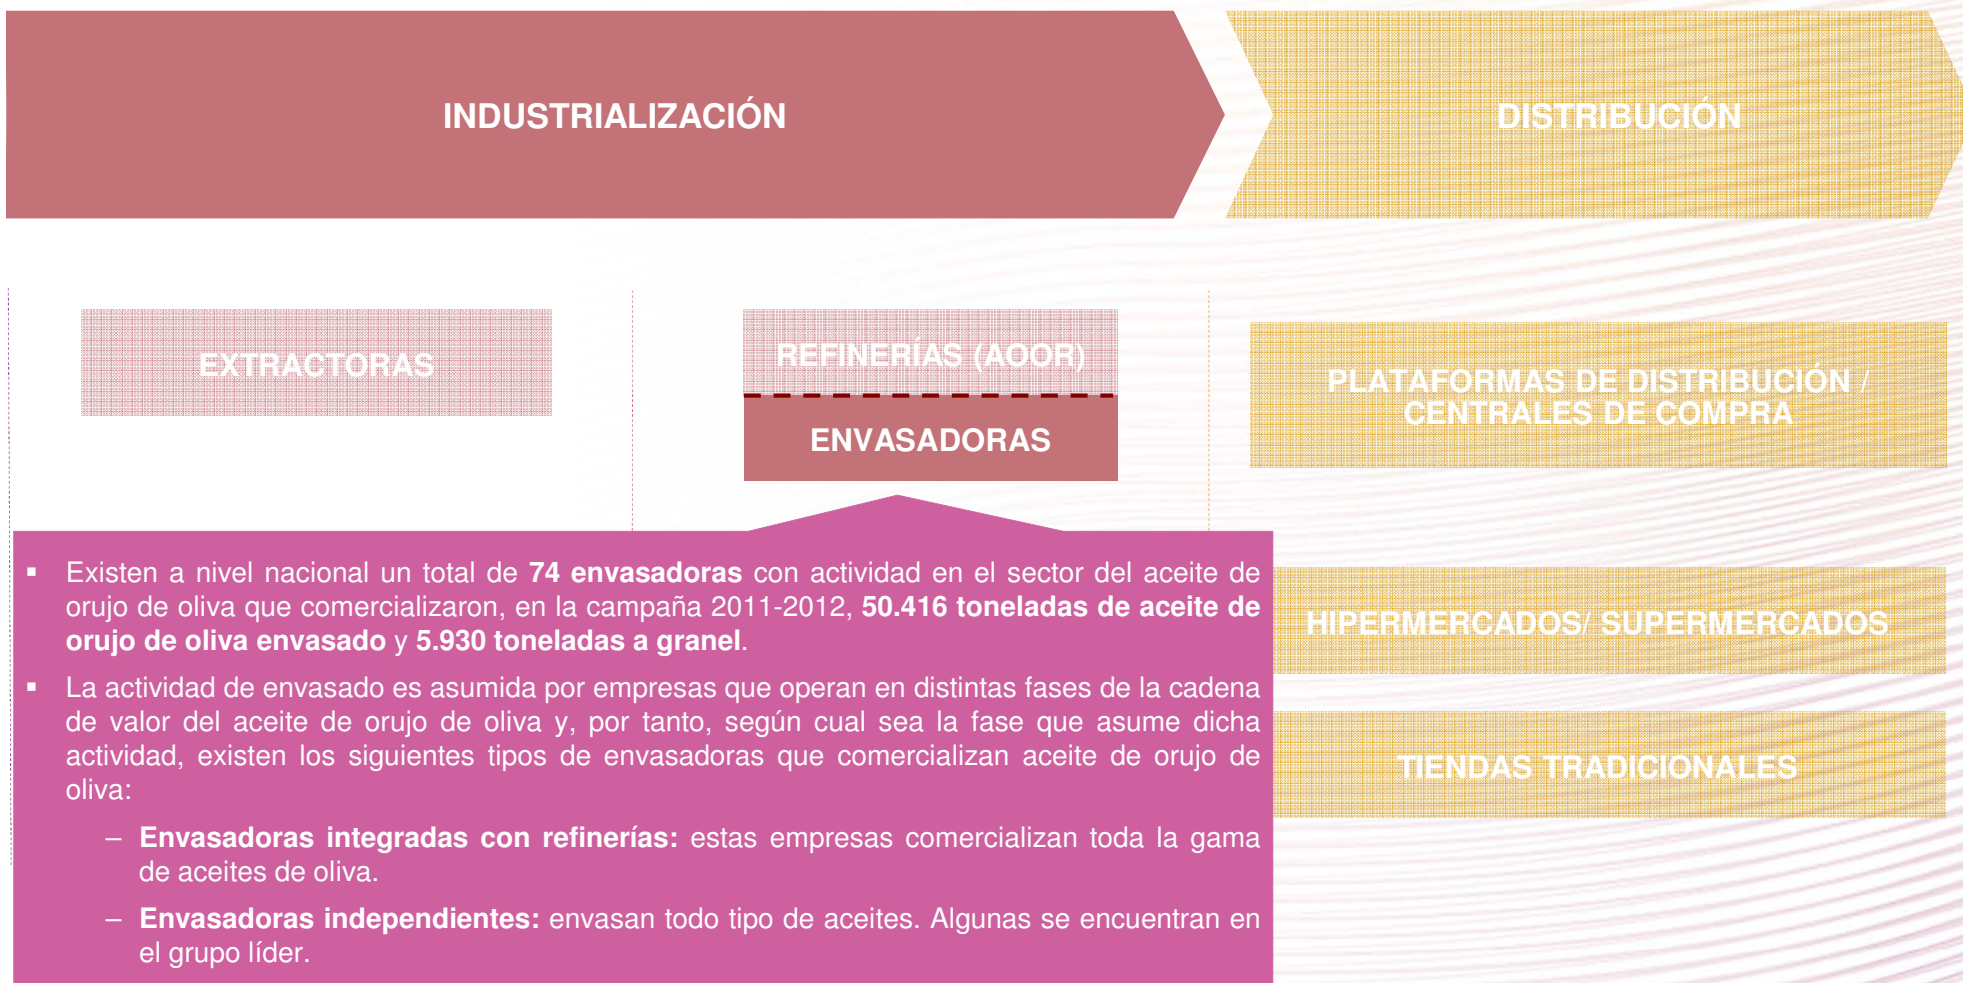 INDUSTRIALIZACIÓN
DISTRIBUCIÓN
EXTRACTORAS
REFINERÍAS (AOOR)
ENVASADORAS
PLATAFORMAS DE DISTRIBUCIÓN /
CENTRALES DE COMPRA
HIPERMERCADOS/ SUPERMERCADOS
TIENDAS TRADICIONALES
▪ Existen a nivel nacional un total de 74 envasadoras con actividad en el sector del aceite de
orujo de oliva que comercializaron, en la campaña 2011-2012, 50.416 toneladas de aceite de
orujo de oliva envasado y 5.930 toneladas a granel.
▪ La actividad de envasado es asumida por empresas que operan en distintas fases de la cadena
de valor del aceite de orujo de oliva y, por tanto, según cual sea la fase que asume dicha
actividad, existen los siguientes tipos de envasadoras que comercializan aceite de orujo de
oliva:
– Envasadoras integradas con refinerías: estas empresas comercializan toda la gama
de aceites de oliva.
– Envasadoras independientes: envasan todo tipo de aceites. Algunas se encuentran en
el grupo líder.